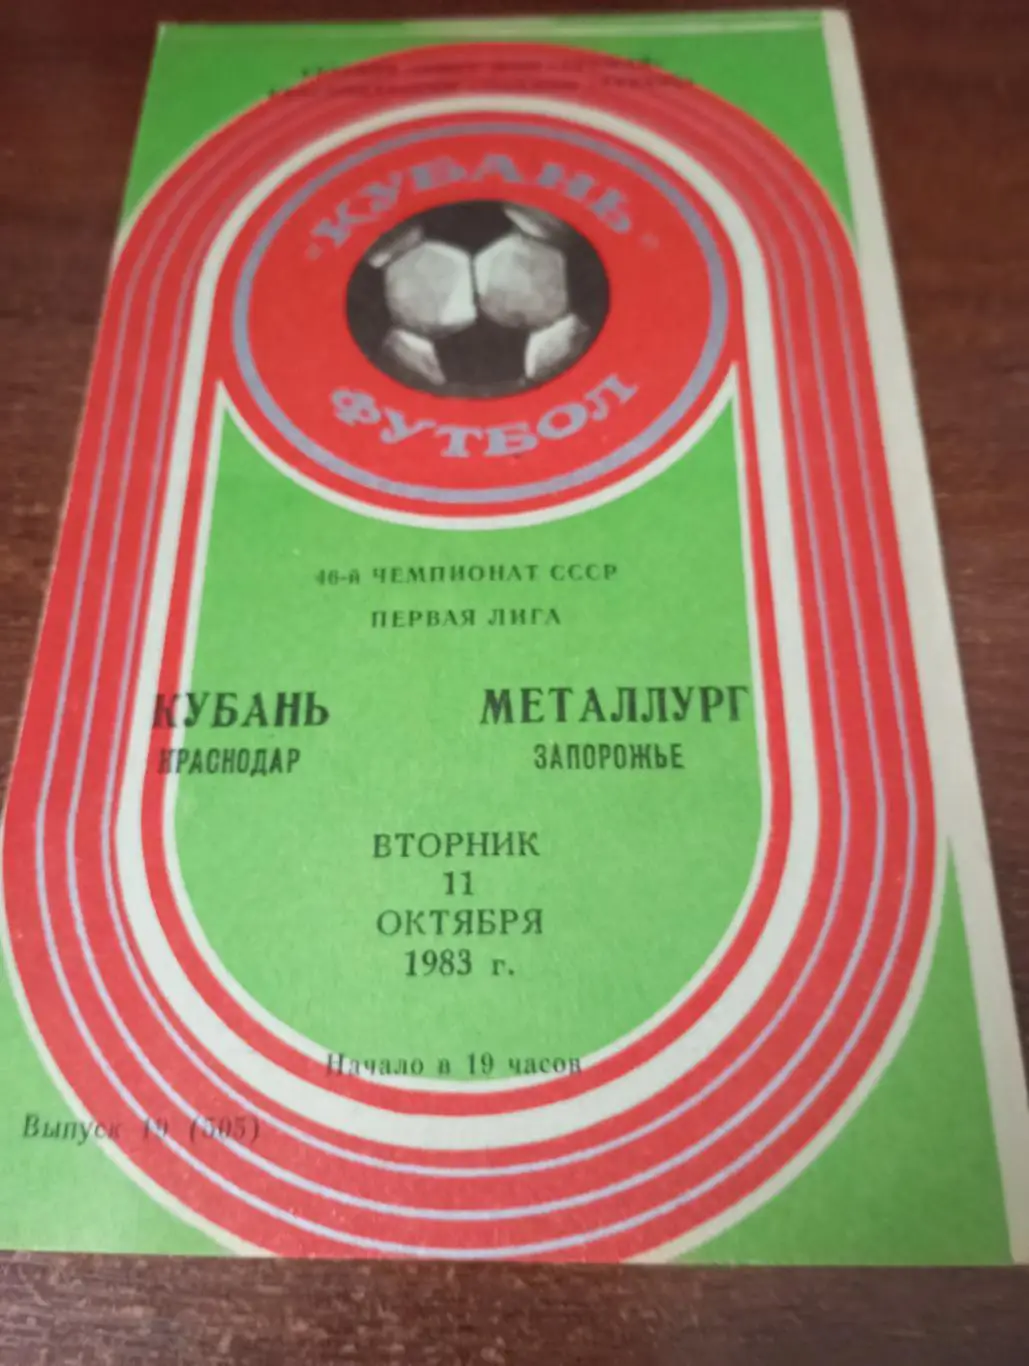 "КУБАНЬ"
ФУТБОЛ
46-й ЧЕМПИОНАТ СССР
ПЕРВАЯ ЛИГА
КУБАНЬ МЕТАЛЛУРГ
КРАСНОДАР ЗАПОРОЖЬЕ
ВТОРНИК
11
ОКТЯБРЯ
1983 г.
Начало в 19 часов
Выпуск 19 (505)